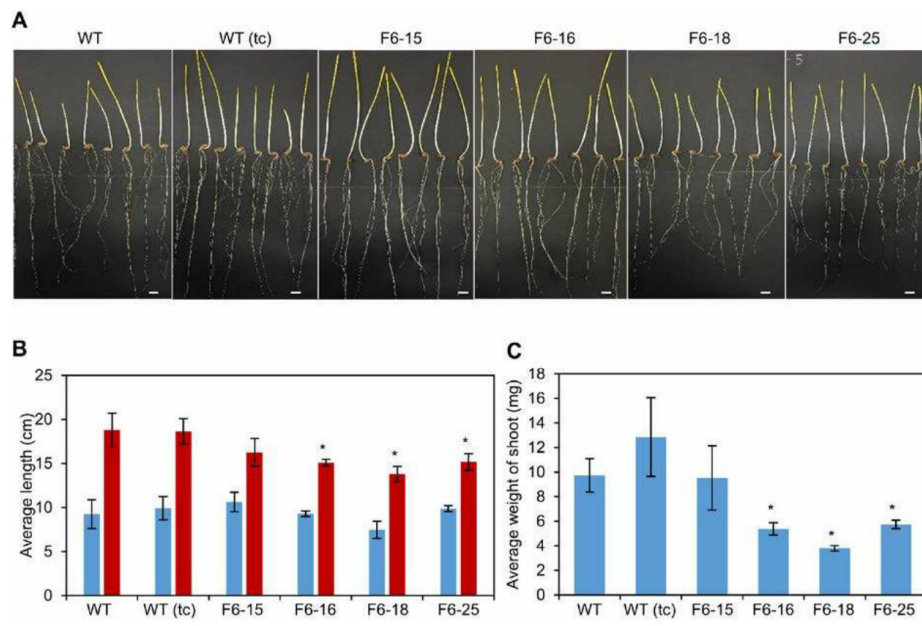 A
WT WT (tc) F6-15 F6-16 F6-18 F6-25
- 5
B
Average length (cm)
25
20
15
10
5
0
* * *
WT WT (tc) F6-15 F6-16 F6-18 F6-25
C
Average weight of shoot (mg)
18
16
14
12
10
8
6
4
2
0
* * *
WT WT (tc) F6-15 F6-16 F6-18 F6-25